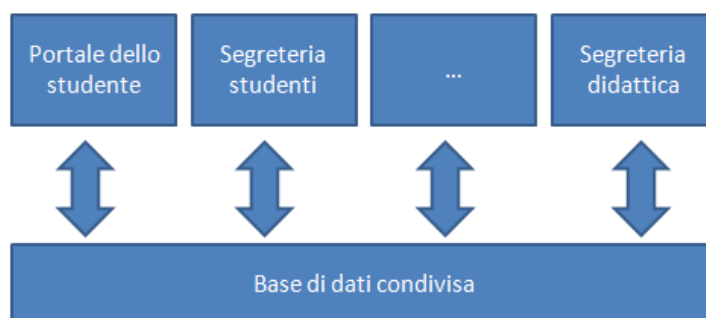 Portale dello
studente
Segreteria
studenti
...
Segreteria
didattica
Base di dati condivisa